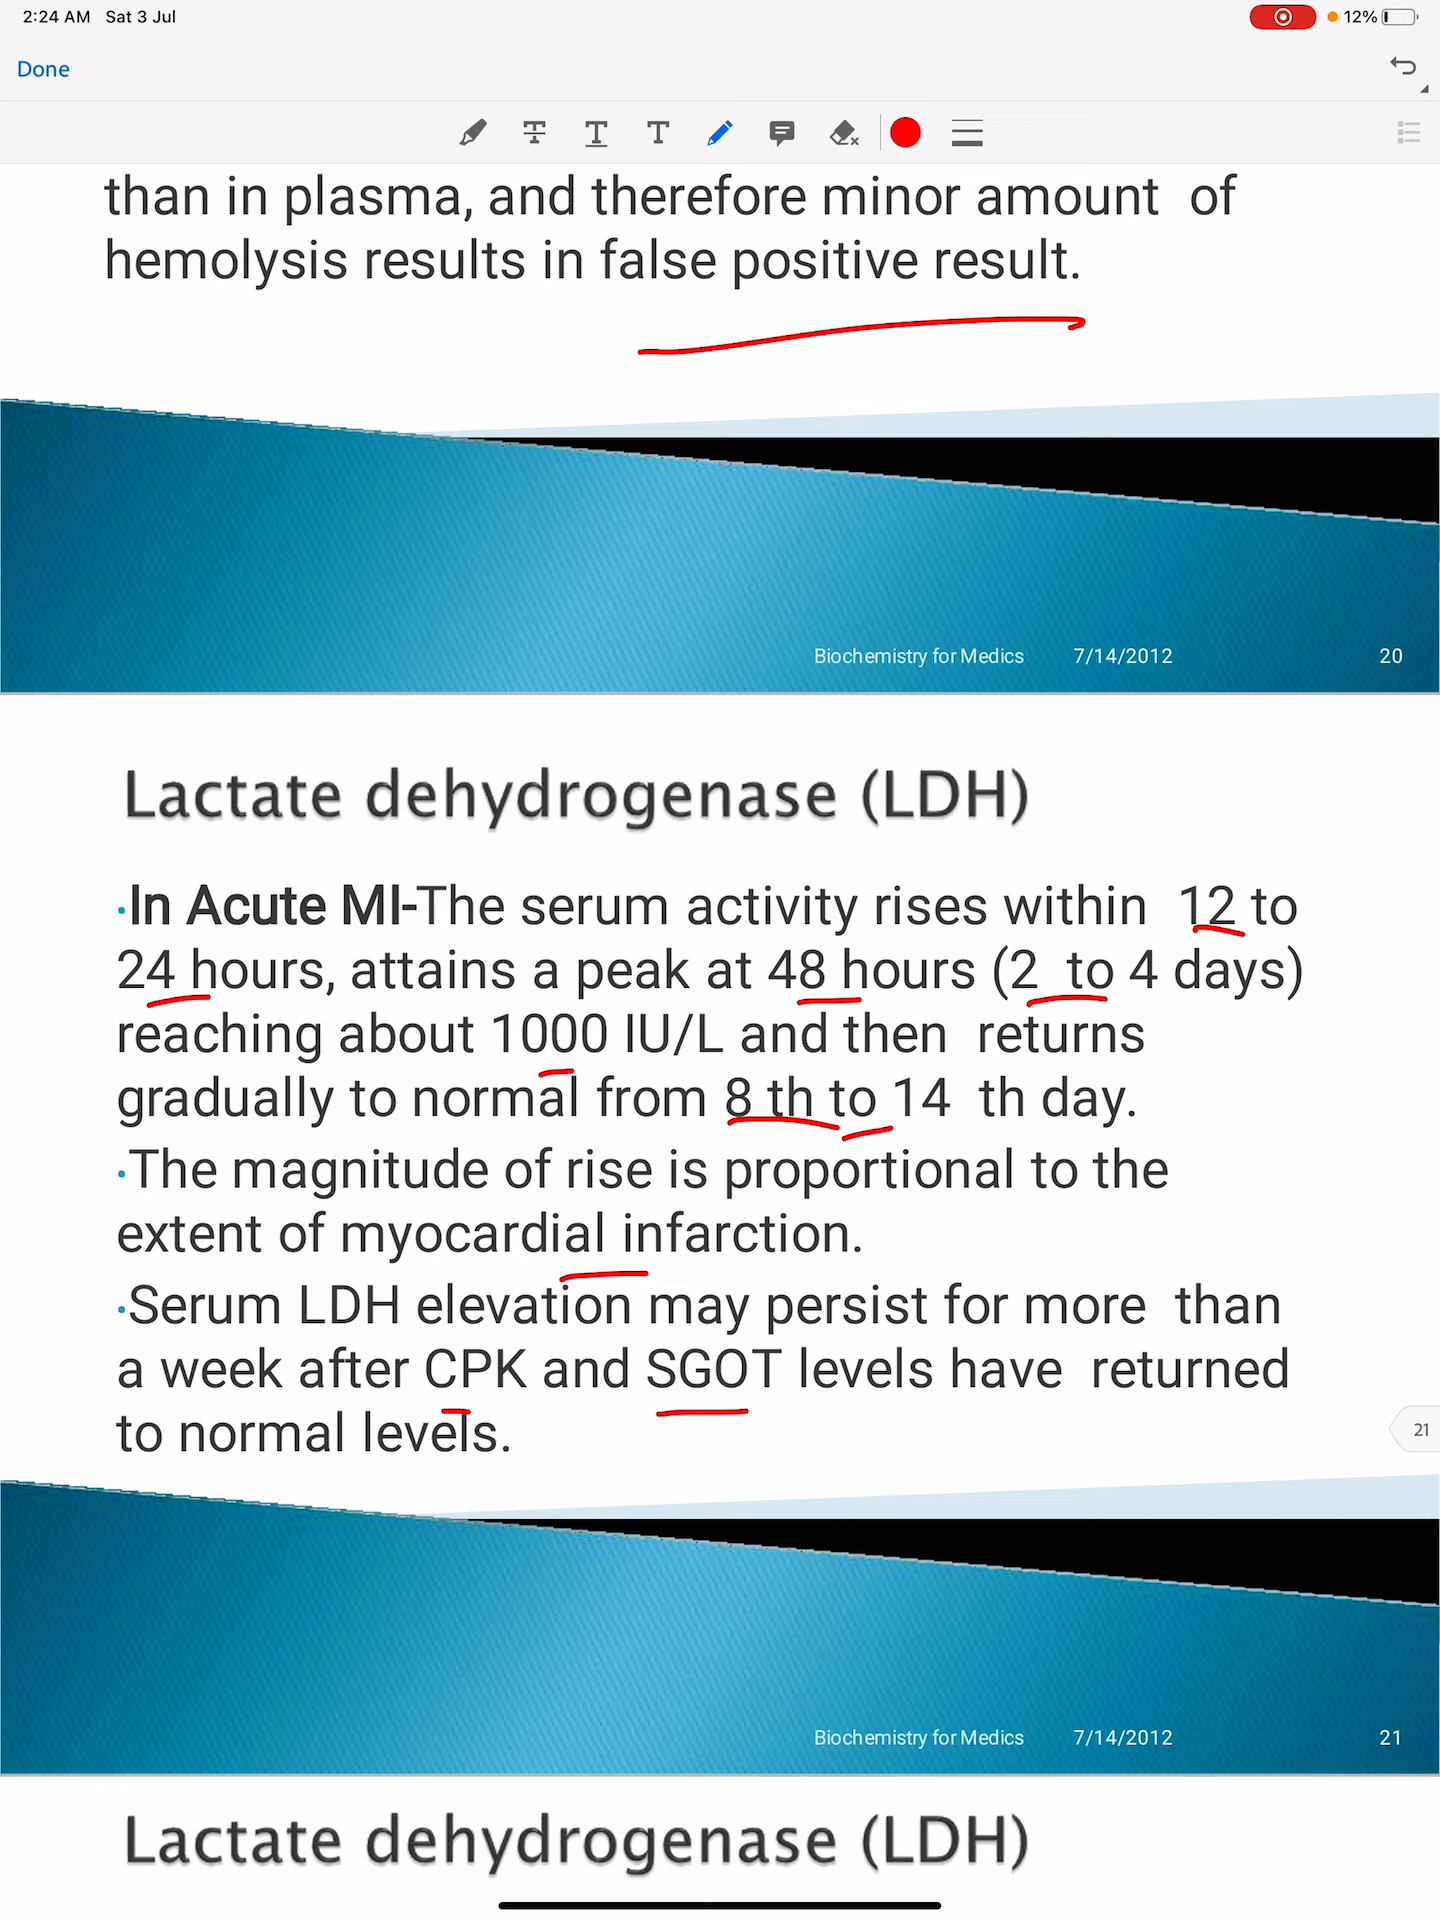 2:24 AM Sat 3 Jul
12%
Done
than in plasma, and therefore minor amount of
hemolysis results in false positive result.
Biochemistry for Medics 7/14/2012 20
Lactate dehydrogenase (LDH)
•In Acute MI-The serum activity rises within 12 to
24 hours, attains a peak at 48 hours (2 to 4 days)
reaching about 1000 IU/L and then returns
gradually to normal from 8 th to 14 th day.
•The magnitude of rise is proportional to the
extent of myocardial infarction.
•Serum LDH elevation may persist for more than
a week after CPK and SGOT levels have returned
to normal levels.
21
Biochemistry for Medics 7/14/2012 21
Lactate dehydrogenase (LDH)